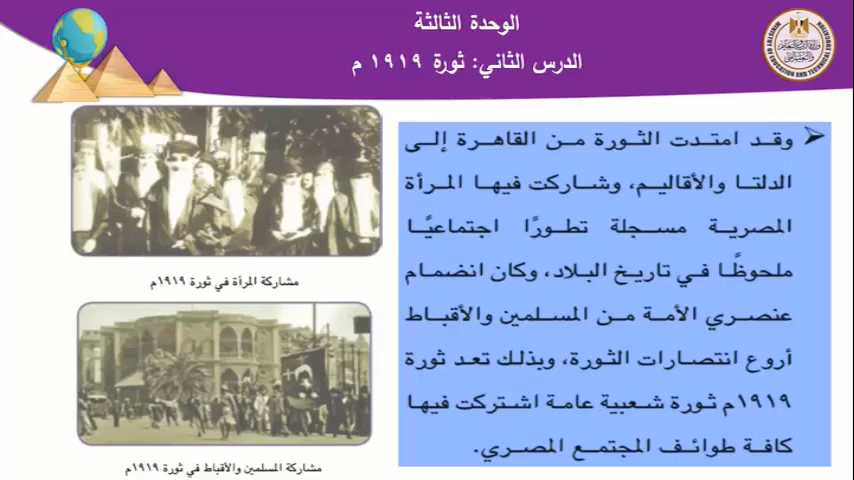 الوحدة الثالثة
الدرس الثاني: ثورة ١٩١٩ م
وقد امتدت الثورة من القاهرة إلى
الدلتا والأقاليم، وشاركت فيها المرأة
المصرية مسجلة تطورًا اجتماعيًا
ملحوظًا في تاريخ البلاد، وكان انضمام
عنصري الأمة من المسلمين والأقباط
أروع انتصارات الثورة، وبذلك تعد ثورة
١٩١٩م ثورة شعبية عامة اشتركت فيها
كافة طوائف المجتمع المصري.
مشاركة المرأة في ثورة ١٩١٩م
مشاركة المسلمين والأقباط في ثورة ١٩١٩م